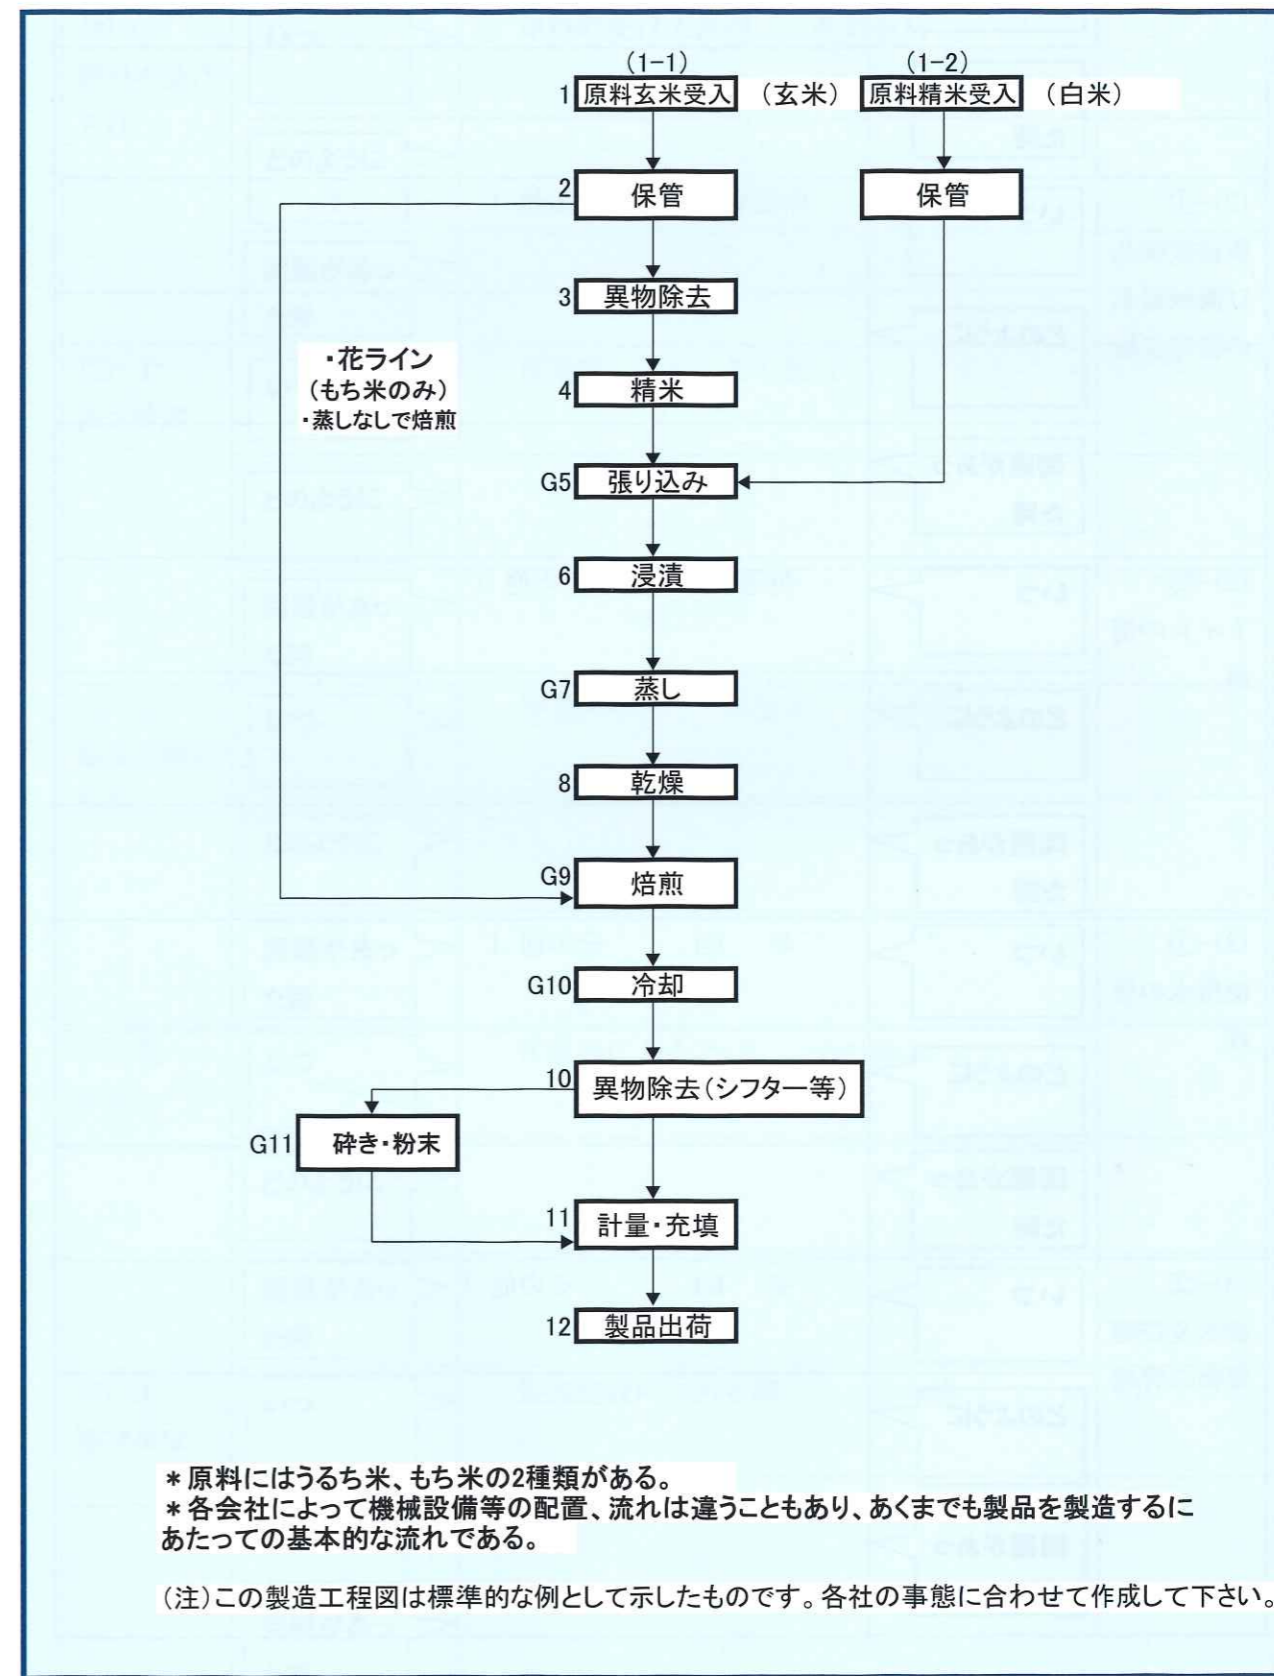 (1-1)
(1-2)
1 原料玄米受入 (玄米)
原料精米受入 (白米)
2 保管
保管
3 異物除去
・花ライン
(もち米のみ)
・蒸しなしで焙煎
4 精米
G5 張り込み
6 浸漬
G7 蒸し
8 乾燥
G9 焙煎
G10 冷却
10 異物除去(シフター等)
G11 砕き・粉末
11 計量・充填
12 製品出荷
*原料にはうるち米、もち米の2種類がある。
*各会社によって機械設備等の配置、流れは違うこともあり、あくまでも製品を製造するに
あたっての基本的な流れである。
(注)この製造工程図は標準的な例として示したものです。各社の事態に合わせて作成して下さい。